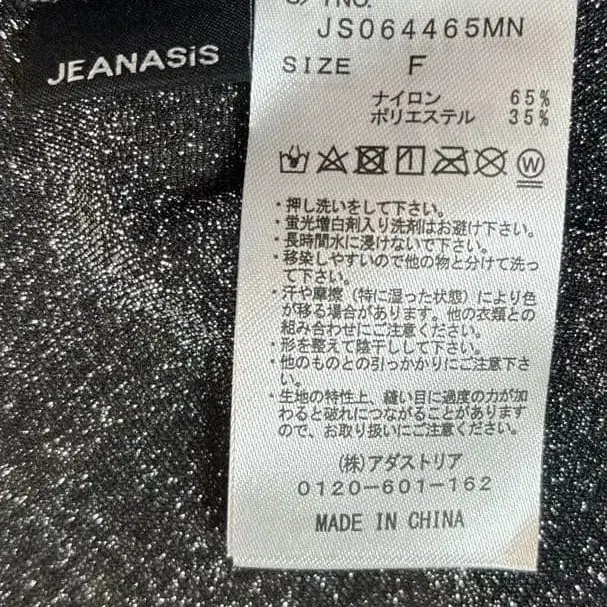 JEANASiS
JS064465MN
SIZE F
ナイロン 65%
ポリエステル 35%
W
・押し洗いをして下さい。
・蛍光増白剤入り洗剤はお避け下さい。
・長時間水に浸けないで下さい。
・移染しやすいので他の物と分けて洗っ
て下さい。
・汗や摩擦（特に湿った状態）により色
が移る場合があります。他の衣類との
組み合わせにご注意ください。
・形を整えて陰干しして下さい。
・他のものとの引っかかりにご注意下さ
い。
・生地の特性上、縫い目に過度の力が加
わると破れにつながることがあります
ので、お取り扱いにご注意ください。
(株)アダストリア
0120-601-162
MADE IN CHINA